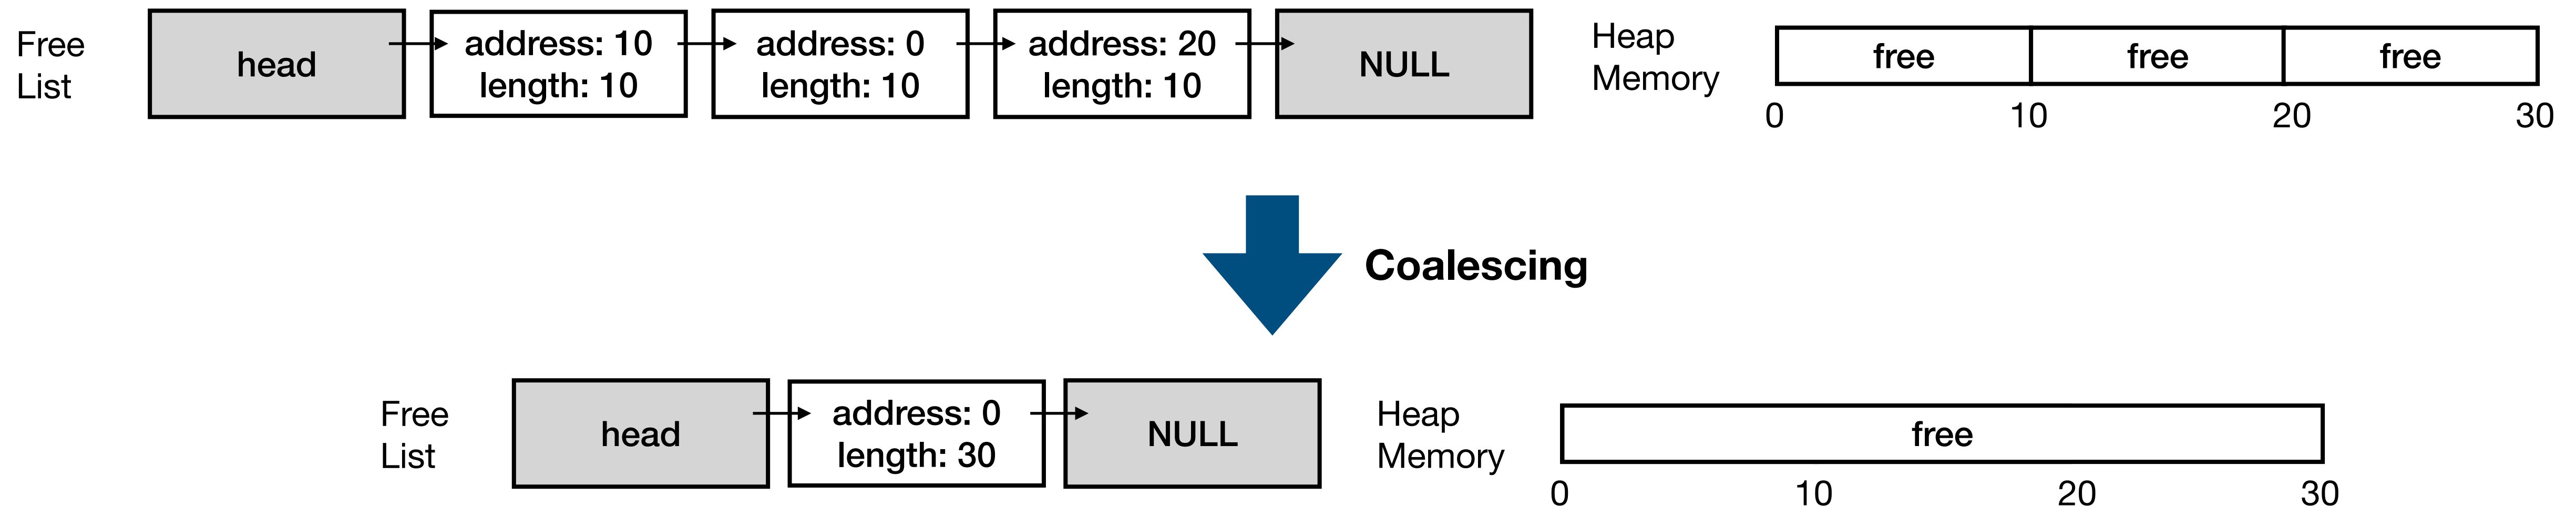 Free
List
head
address: 10
length: 10
address: 0
length: 10
address: 20
length: 10
NULL
Heap
Memory
free
free
free
0
10
20
30
Coalescing
Free
List
head
address: 0
length: 30
NULL
Heap
Memory
free
0
10
20
30